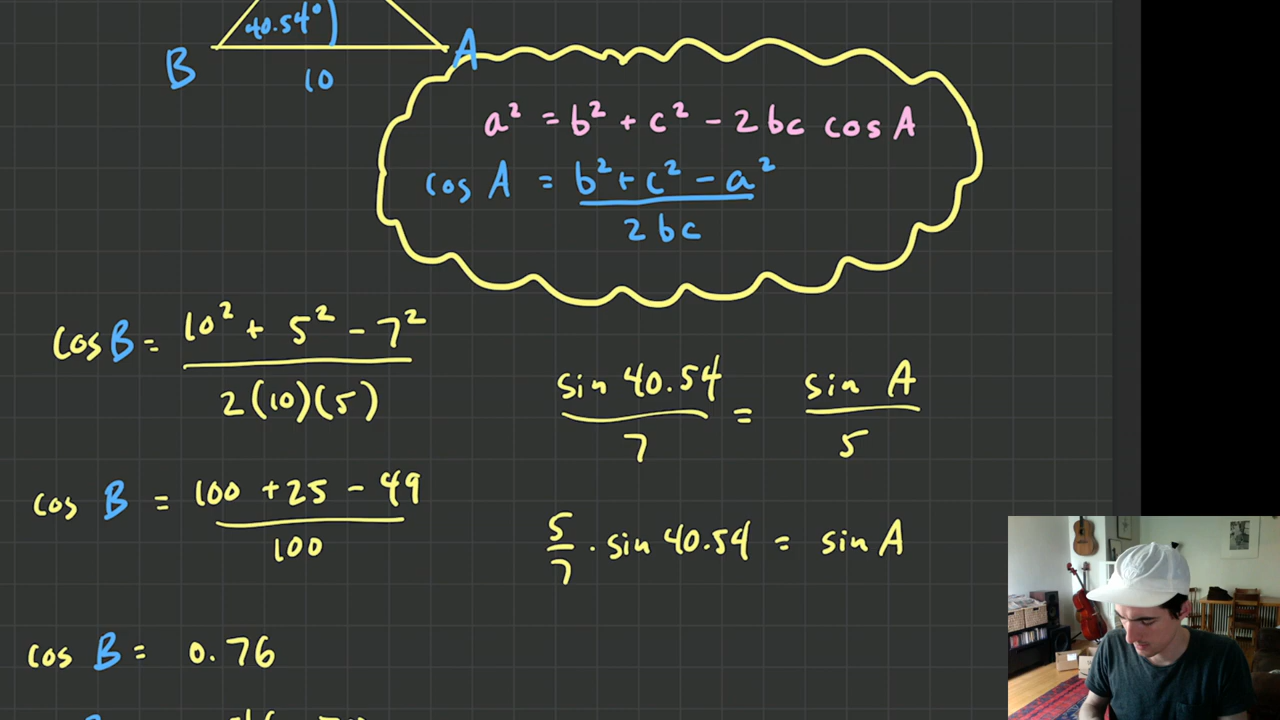 40.54°
B
A
10
a² = b² + c² - 2bc cos A
cos A = b² + c² - a² / 2bc
cos B = 10² + 5² - 7² / 2(10)(5)
sin 40.54 / 7 = sin A / 5
cos B = 100 + 25 - 49 / 100
5/7 · sin 40.54 = sin A
cos B = 0.76